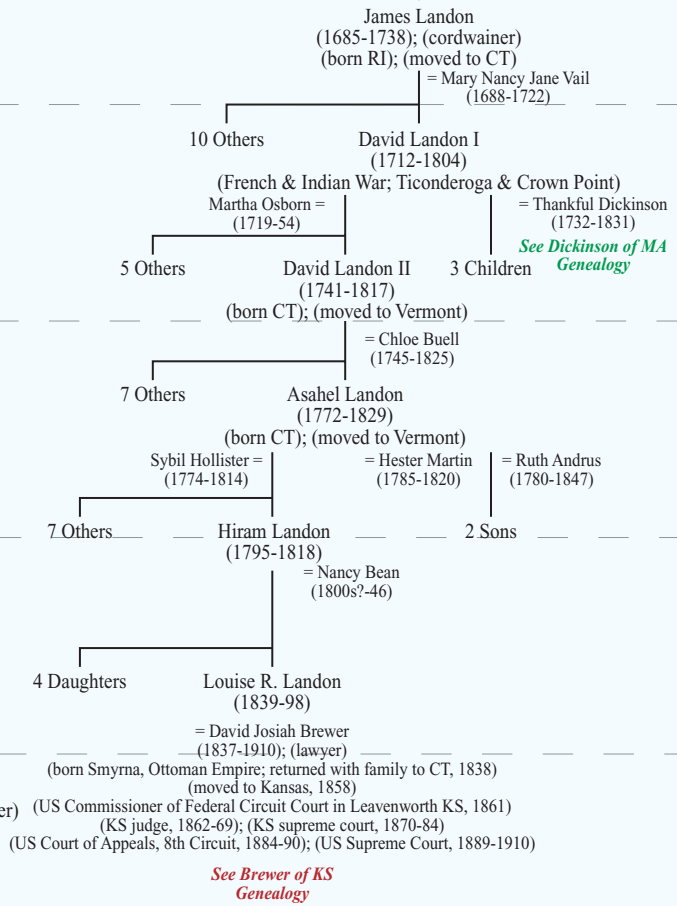 James Landon
(1685-1738); (cordwainer)
(born RI); (moved to CT)
= Mary Nancy Jane Vail
(1688-1722)
10 Others
David Landon I
(1712-1804)
(French & Indian War; Ticonderoga & Crown Point)
Martha Osborn =
(1719-54)
= Thankful Dickinson
(1732-1831)
See Dickinson of MA
Genealogy
5 Others
David Landon II
(1741-1817)
(born CT); (moved to Vermont)
3 Children
= Chloe Buell
(1745-1825)
7 Others
Asahel Landon
(1772-1829)
(born CT); (moved to Vermont)
Sybil Hollister =
(1774-1814)
= Hester Martin
(1785-1820)
= Ruth Andrus
(1780-1847)
7 Others
Hiram Landon
(1795-1818)
2 Sons
= Nancy Bean
(1800s?-46)
4 Daughters
Louise R. Landon
(1839-98)
= David Josiah Brewer
(1837-1910); (lawyer)
(born Smyrna, Ottoman Empire; returned with family to CT, 1838)
(moved to Kansas, 1858)
er)
(US Commissioner of Federal Circuit Court in Leavenworth KS, 1861)
(KS judge, 1862-69); (KS supreme court, 1870-84)
(US Court of Appeals, 8th Circuit, 1884-90); (US Supreme Court, 1889-1910)
See Brewer of KS
Genealogy